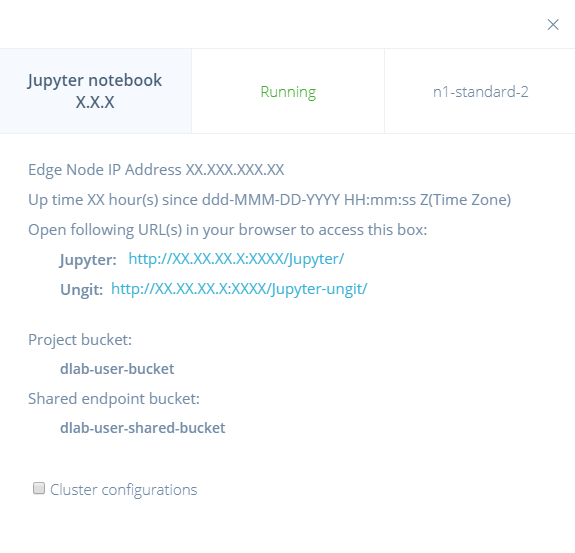 Jupyter notebook
X.X.X
Running
n1-standard-2
Edge Node IP Address XX.XXX.XXX.XX
Up time XX hour(s) since ddd-MMM-DD-YYYY HH:mm:ss Z(Time Zone)
Open following URL(s) in your browser to access this box:
Jupyter: http://XX.XX.XX.X:XXXX/Jupyter/
Ungit: http://XX.XX.XX.X:XXXX/Jupyter-ungit/
Project bucket:
dlab-user-bucket
Shared endpoint bucket:
dlab-user-shared-bucket
Cluster configurations